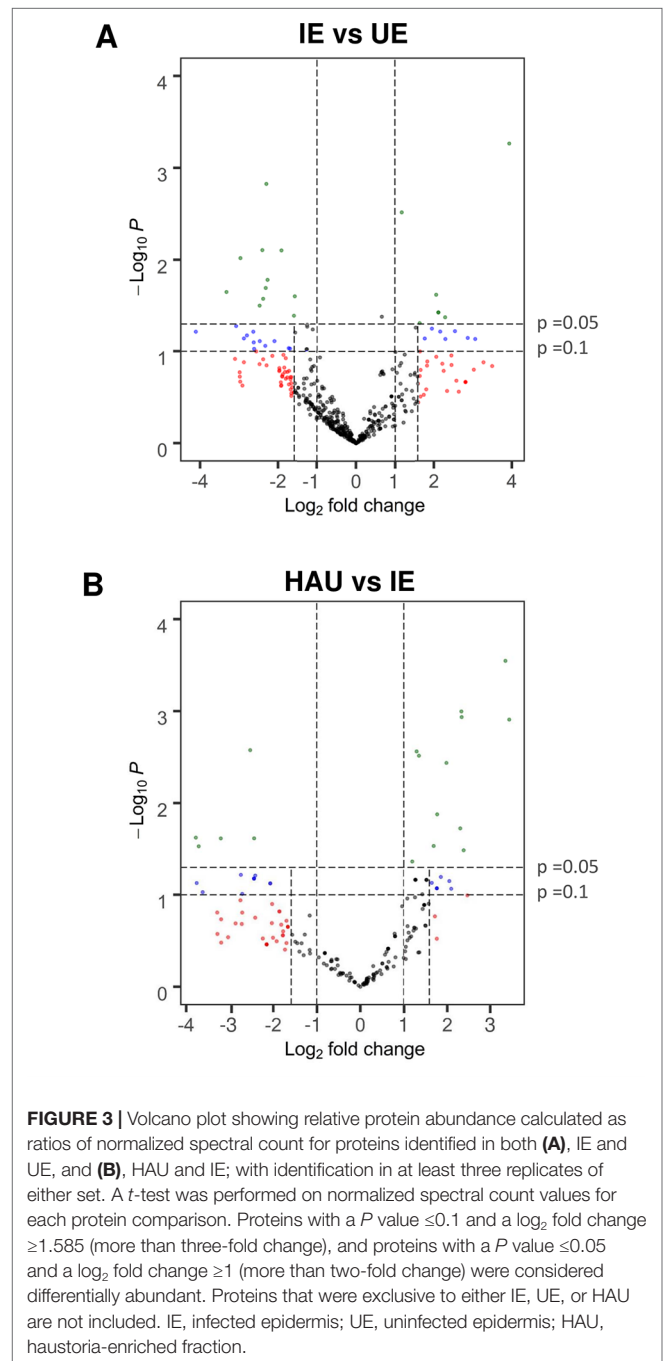 A
IE vs UE
4
3
2
1
0
−Log10 P
p =0.05
p =0.1
-4
-2
-1
0
1
2
4
Log2 fold change
B
HAU vs IE
4
3
2
1
0
−Log10 P
p =0.05
p =0.1
-4
-3
-2
-1
0
1
2
3
Log2 fold change
FIGURE 3 | Volcano plot showing relative protein abundance calculated as
ratios of normalized spectral count for proteins identified in both (A), IE and
UE, and (B), HAU and IE; with identification in at least three replicates of
either set. A t-test was performed on normalized spectral count values for
each protein comparison. Proteins with a P value ≤0.1 and a log2 fold change
≥1.585 (more than three-fold change), and proteins with a P value ≤0.05
and a log2 fold change ≥1 (more than two-fold change) were considered
differentially abundant. Proteins that were exclusive to either IE, UE, or HAU
are not included. IE, infected epidermis; UE, uninfected epidermis; HAU,
haustoria-enriched fraction.